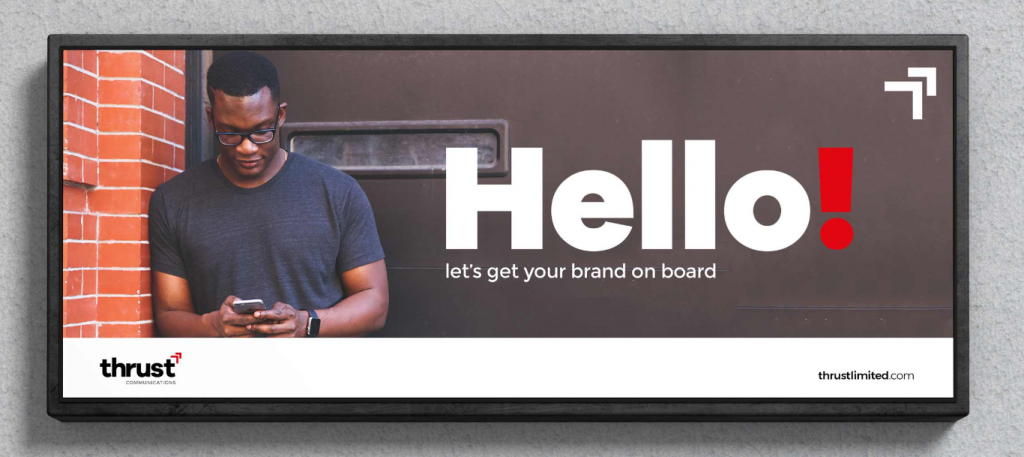 Hello!
let's get your brand on board
thrust
COMMUNICATIONS
thrustlimited.com